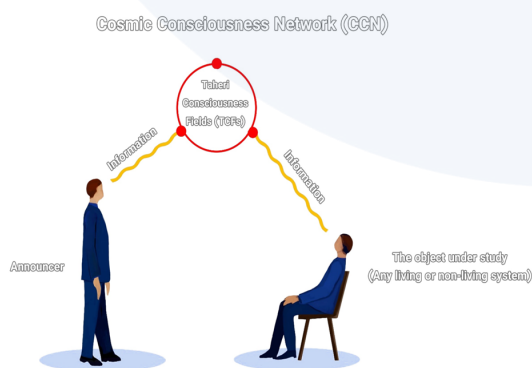 Cosmic Consciousness Network (CCN)
Taheri
Consciousness
Fields (TCFs)
Information
Information
Announcer
The object under study
(Any living or non-living system)